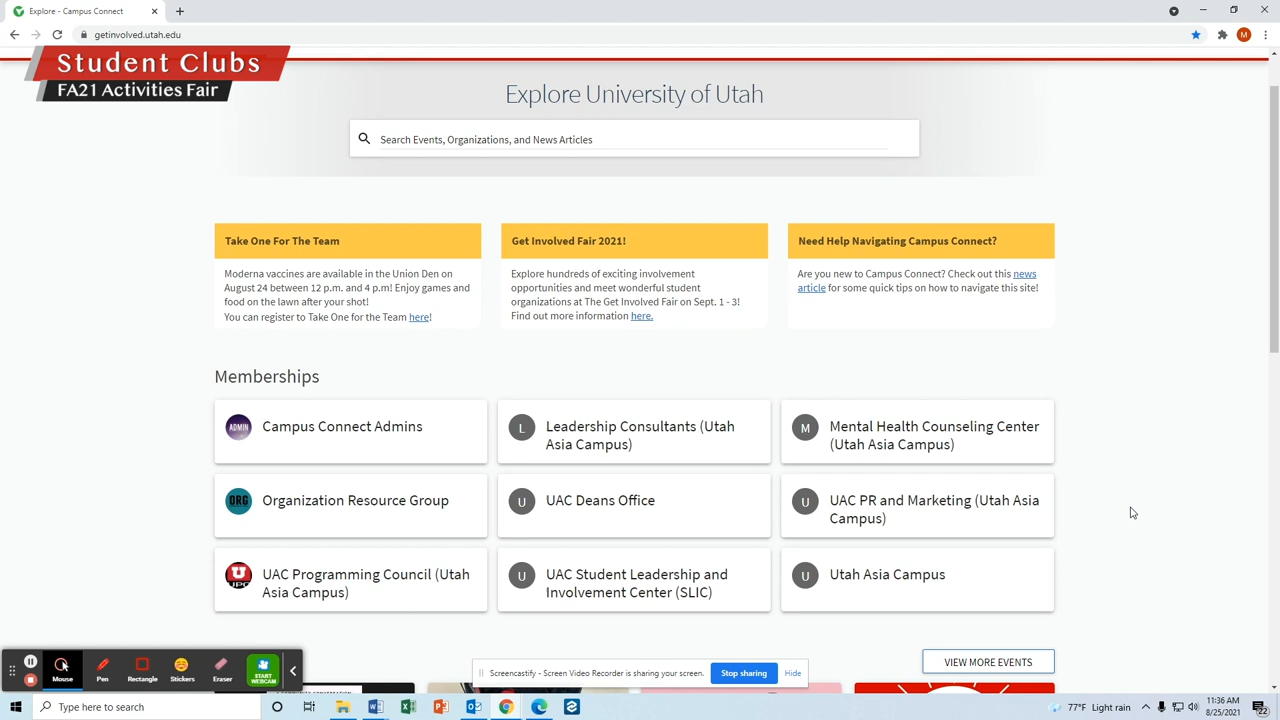 Explore - Campus Connect
getinvolved.utah.edu
M
Student Clubs
FA21 Activities Fair
Explore University of Utah
Search Events, Organizations, and News Articles
Take One For The Team
Moderna vaccines are available in the Union Den on
August 24 between 12 p.m. and 4 p.m! Enjoy games and
food on the lawn after your shot!
You can register to Take One for the Team here!
Get Involved Fair 2021!
Explore hundreds of exciting involvement
opportunities and meet wonderful student
organizations at The Get Involved Fair on Sept. 1 - 3!
Find out more information here.
Need Help Navigating Campus Connect?
Are you new to Campus Connect? Check out this news
article for some quick tips on how to navigate this site!
Memberships
ADMIN
Campus Connect Admins
L
Leadership Consultants (Utah
Asia Campus)
M
Mental Health Counseling Center
(Utah Asia Campus)
ORG
Organization Resource Group
U
UAC Deans Office
U
UAC PR and Marketing (Utah Asia
Campus)
U
UPC
UAC Programming Council (Utah
Asia Campus)
U
UAC Student Leadership and
Involvement Center (SLIC)
U
Utah Asia Campus
VIEW MORE EVENTS
Mouse
Pen
Rectangle
Stickers
Eraser
START
WEBCAM
Screencastify - Screen Video Recorder is sharing your screen.
Stop sharing
Hide
Type here to search
77°F Light rain
11:36 AM
8/25/2021
22